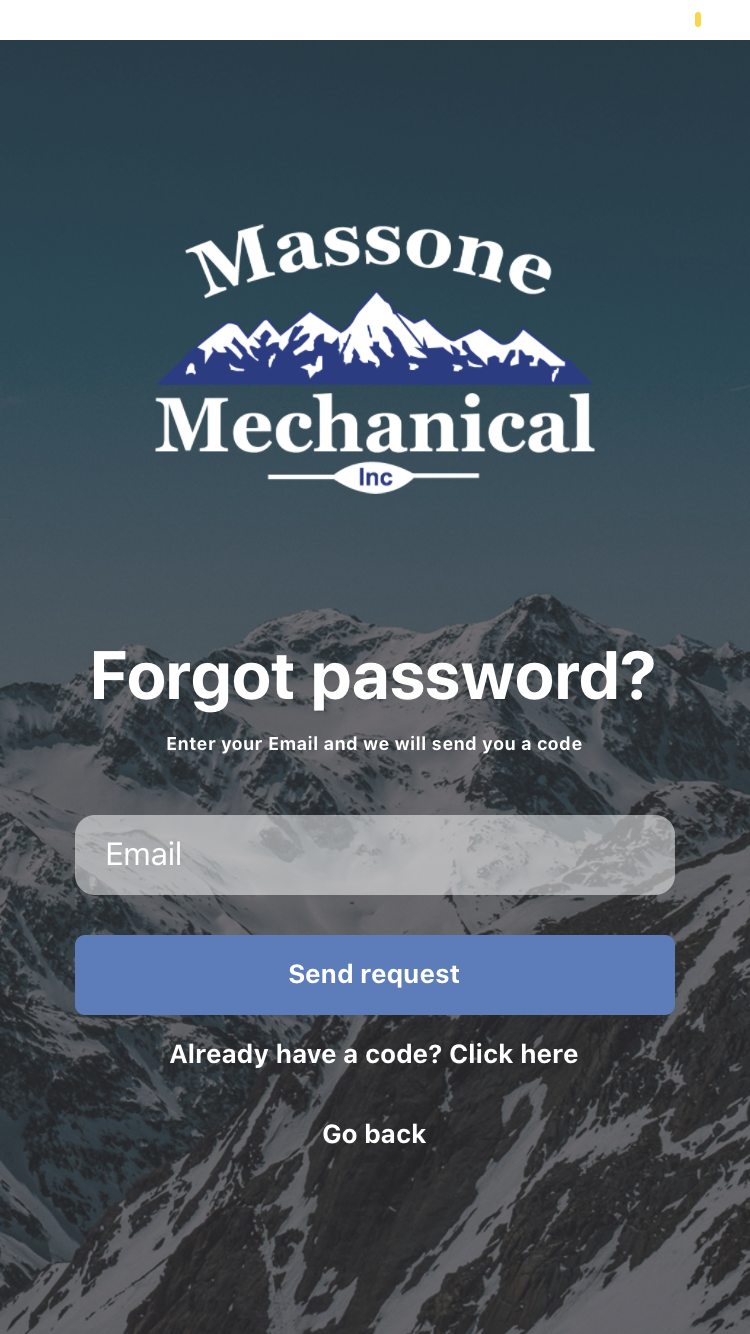 Massone
Mechanical
Inc
Forgot password?
Enter your Email and we will send you a code
Email
Send request
Already have a code? Click here
Go back